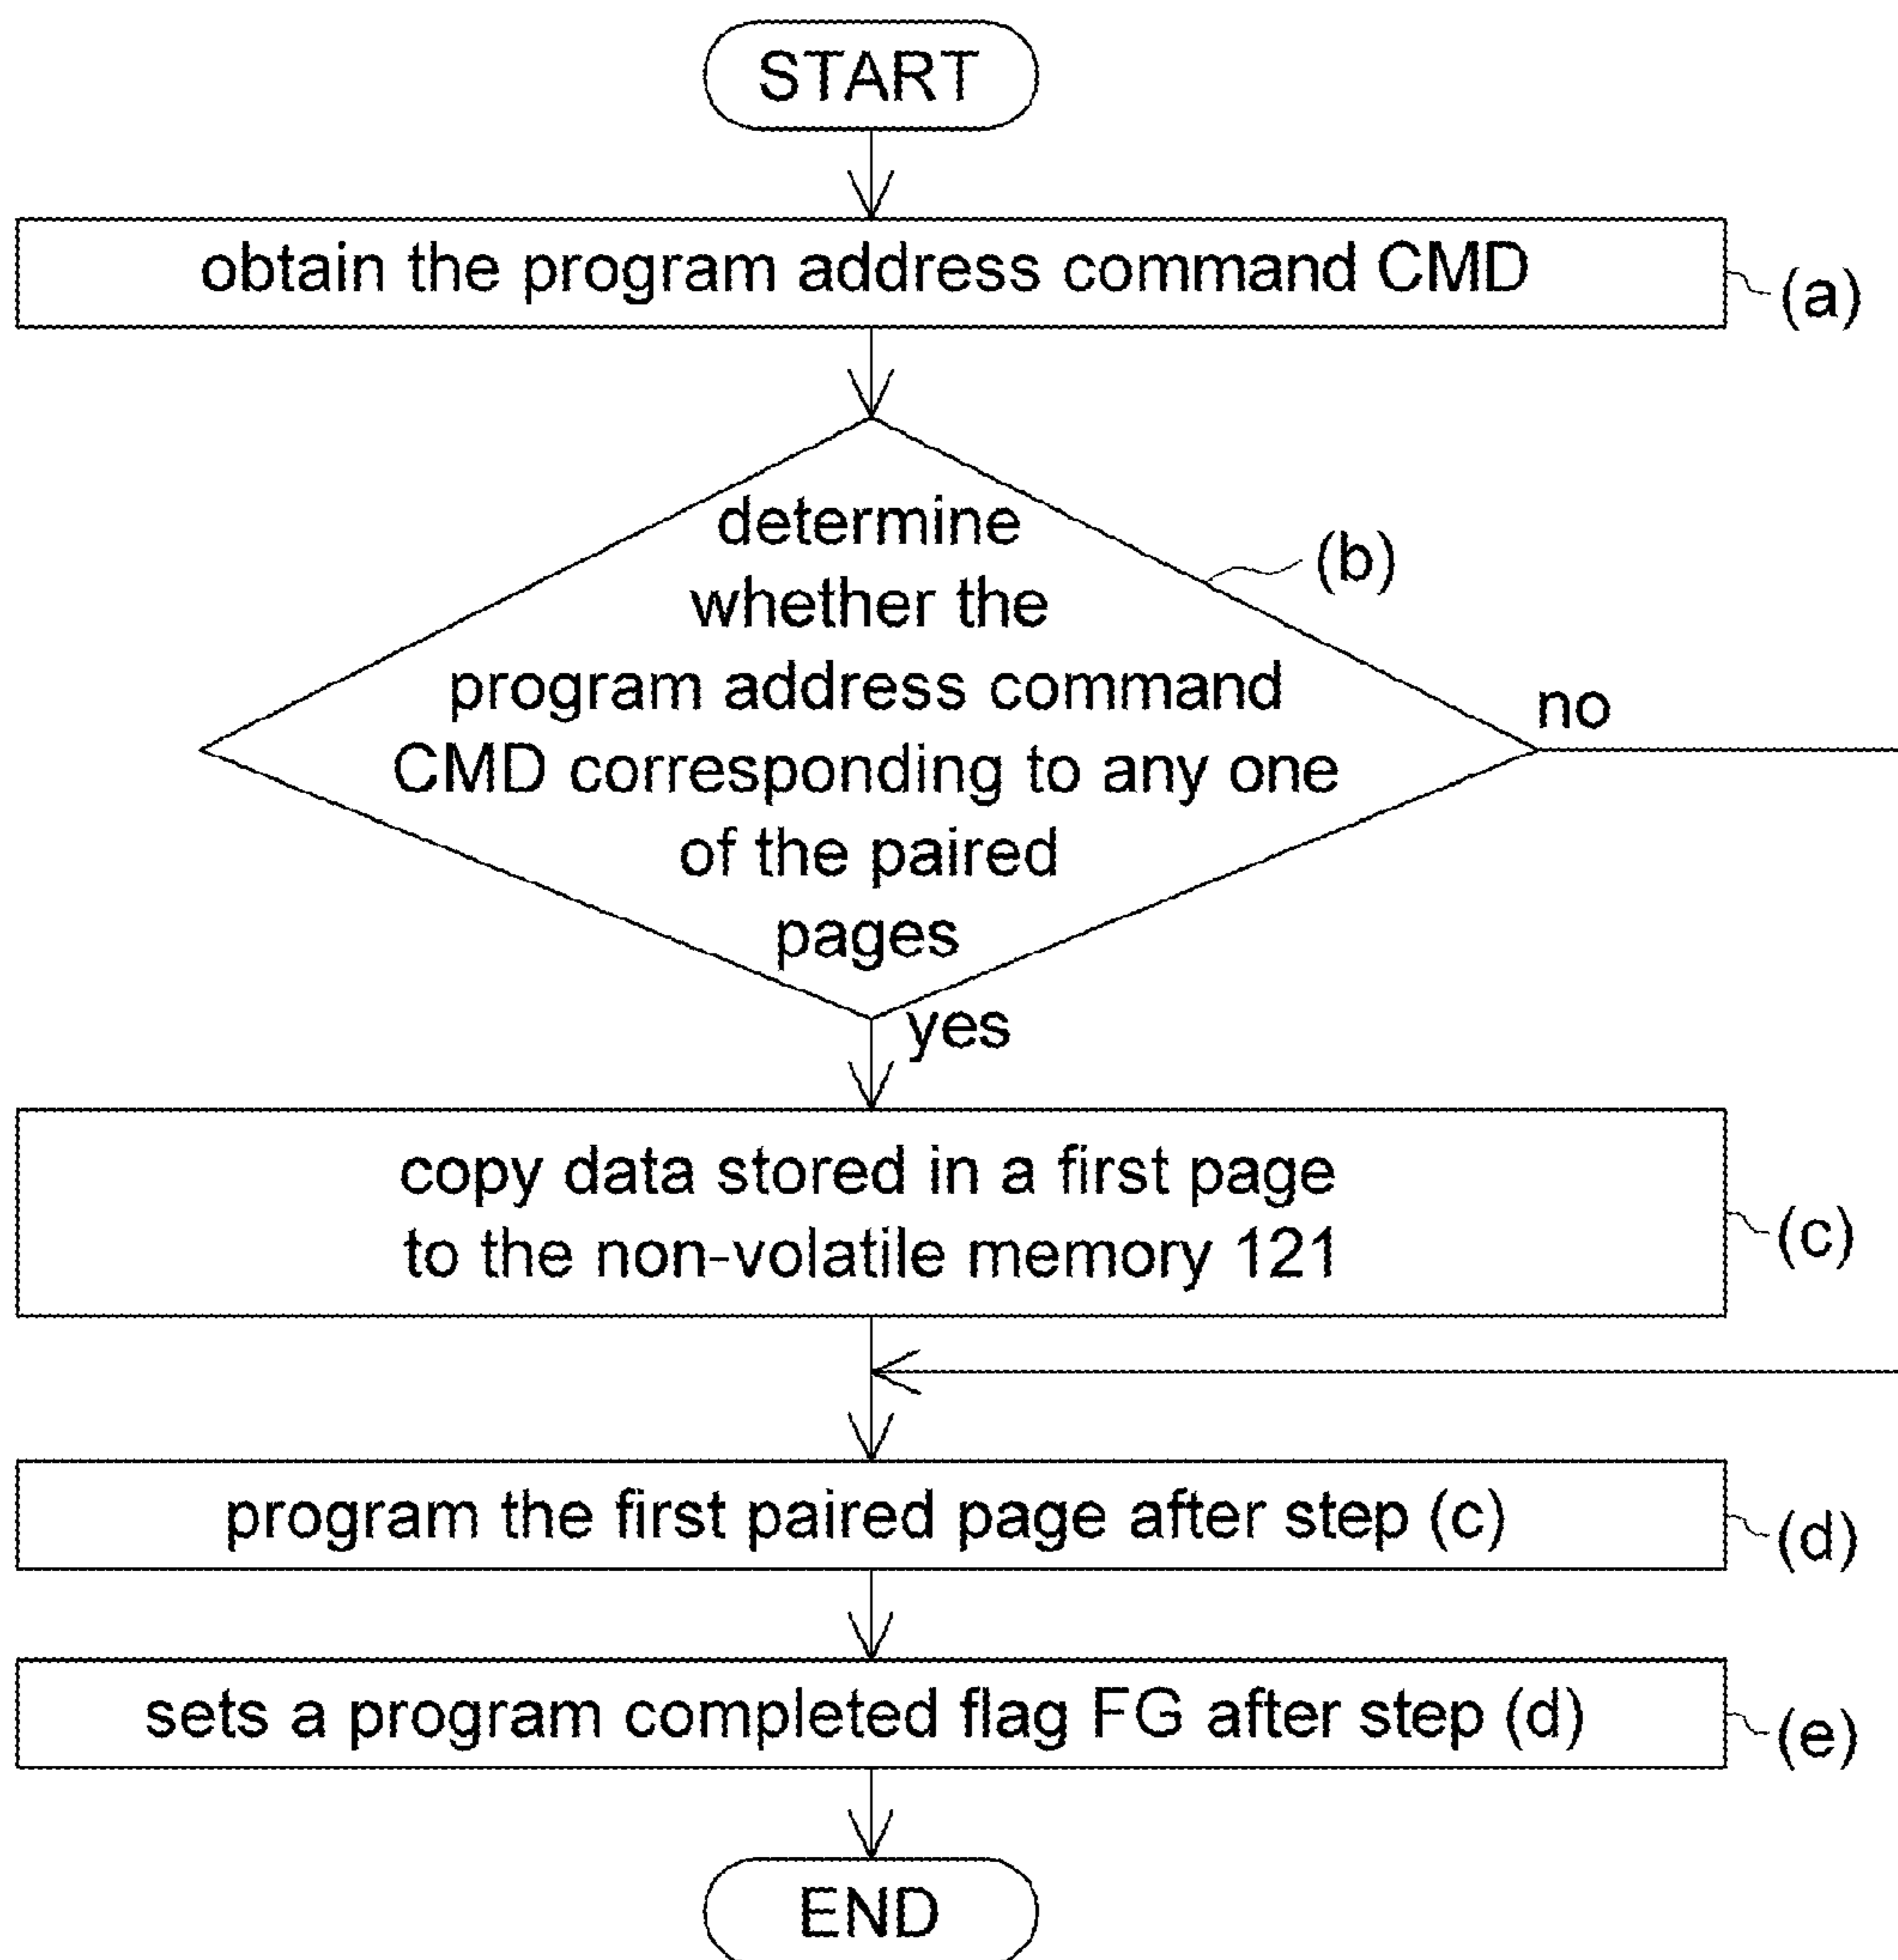 START
obtain the program address command CMD
(a)
determine
whether the
program address command
CMD corresponding to any one
of the paired
pages
(b)
no
yes
copy data stored in a first page
to the non-volatile memory 121
(c)
program the first paired page after step (c)
(d)
sets a program completed flag FG after step (d)
(e)
END